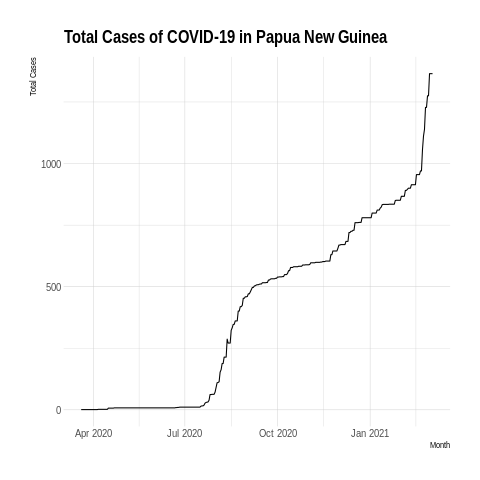 Total Cases of COVID-19 in Papua New Guinea
Total Cases
1000
500
0
Apr 2020 Jul 2020 Oct 2020 Jan 2021
Month